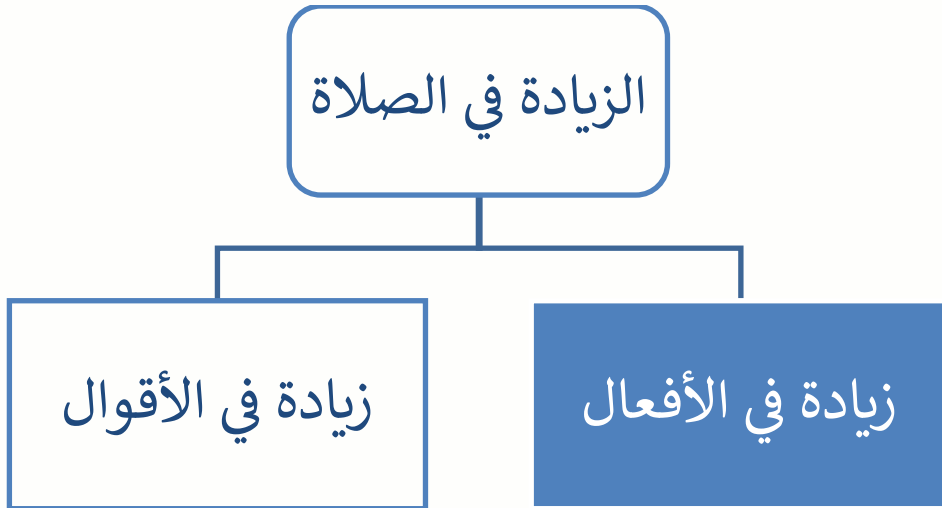 الزيادة في الصلاة
زيادة في الأفعال
زيادة في الأقوال